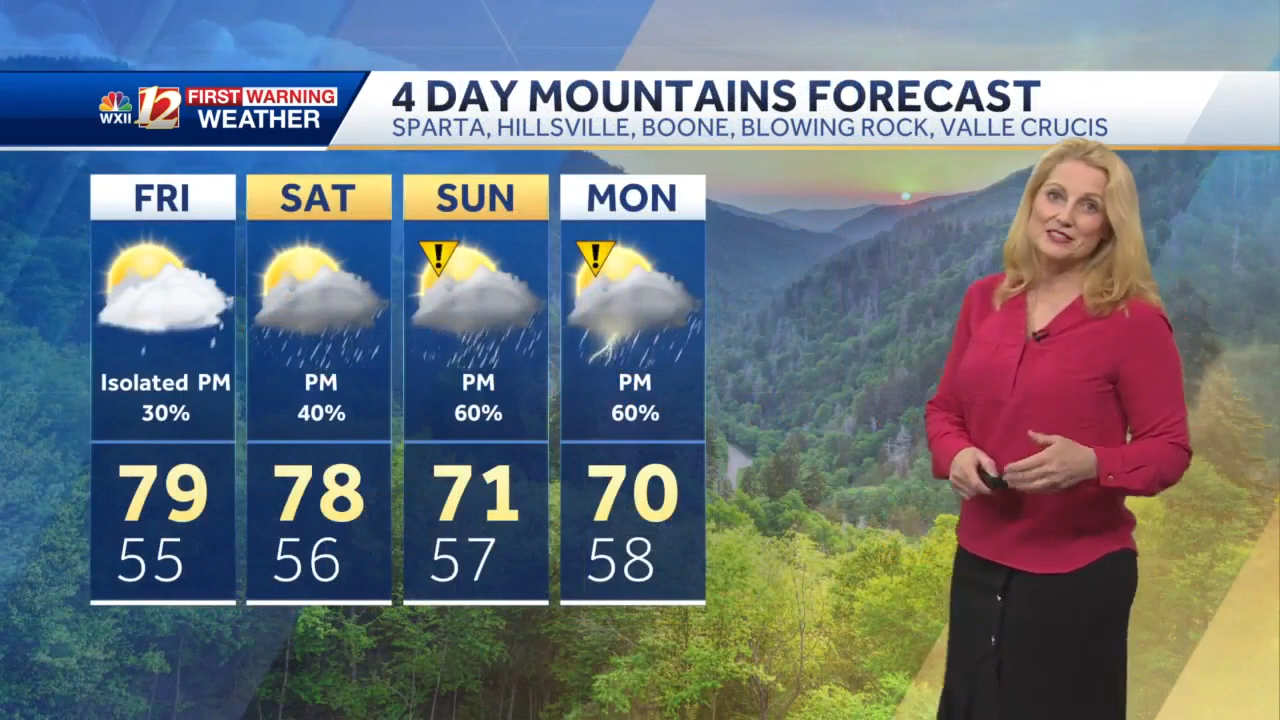 WXII 12 FIRST WARNING
WEATHER
4 DAY MOUNTAINS FORECAST
SPARTA, HILLSVILLE, BOONE, BLOWING ROCK, VALLE CRUCIS
FRI SAT SUN MON
! !
Isolated PM PM PM PM
30% 40% 60% 60%
79 78 71 70
55 56 57 58